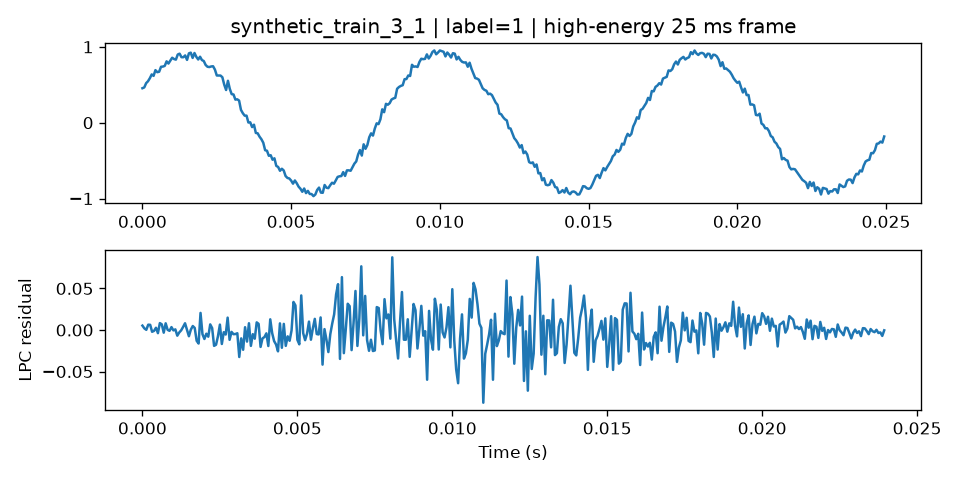 synthetic_train_3_1 | label=1 | high-energy 25 ms frame
1
0
−1
0.000 0.005 0.010 0.015 0.020 0.025
LPC residual
0.05
0.00
−0.05
0.000 0.005 0.010 0.015 0.020 0.025
Time (s)